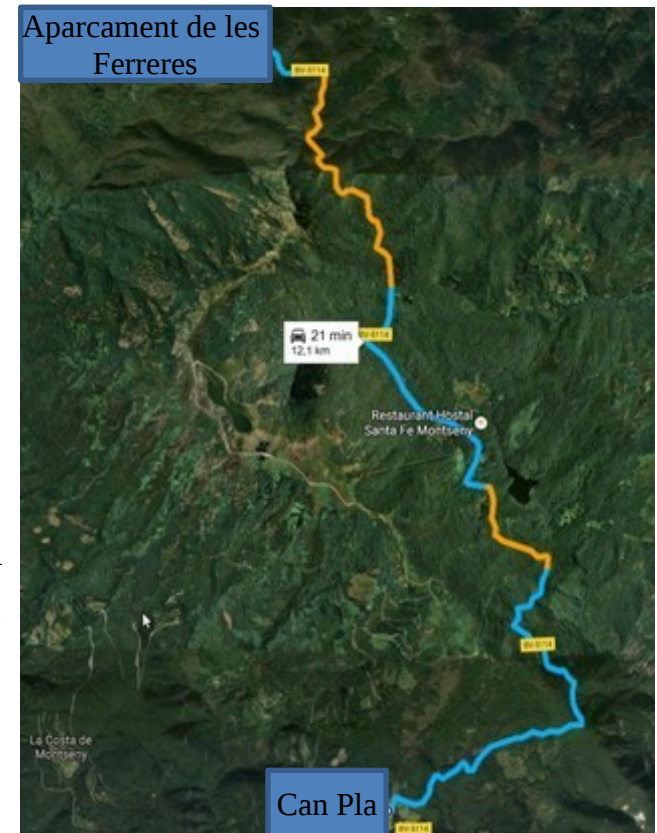 Aparcament de les
Ferreres
BV-5114
21 min
BV-5114
12,1 km
Restaurant Hostal
Santa Fe Montseny
BV-5114
La Costa de
Montseny
Can Pla
BV-5114